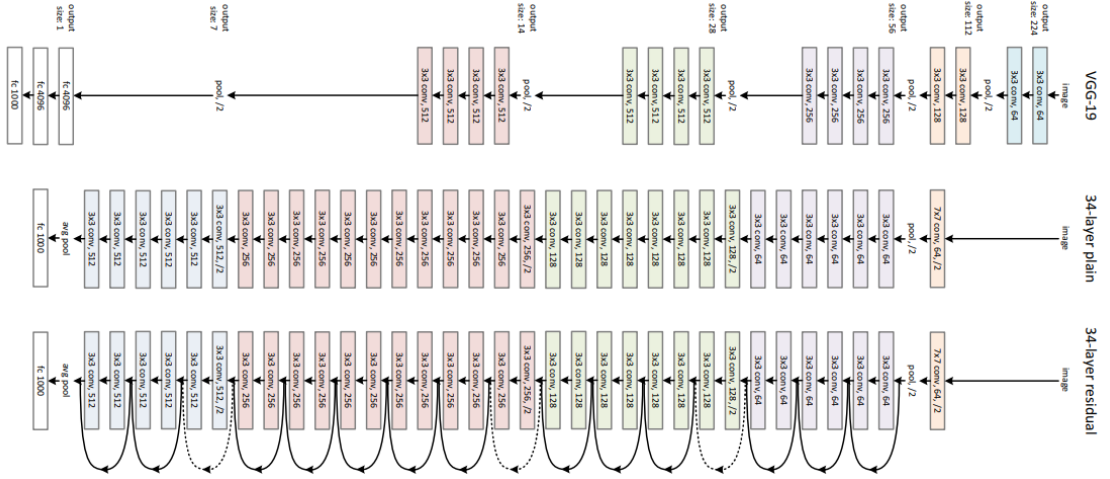 output
size: 224
output
size: 112
output
size: 56
output
size: 28
output
size: 14
output
size: 7
output
size: 1
VGG-19
image
3x3 conv, 64
3x3 conv, 64
pool, /2
3x3 conv, 128
3x3 conv, 128
pool, /2
3x3 conv, 256
3x3 conv, 256
3x3 conv, 256
3x3 conv, 256
pool, /2
3x3 conv, 512
3x3 conv, 512
3x3 conv, 512
3x3 conv, 512
pool, /2
3x3 conv, 512
3x3 conv, 512
3x3 conv, 512
3x3 conv, 512
pool, /2
fc 4096
fc 4096
fc 1000
34-layer plain
image
7x7 conv, 64, /2
pool, /2
3x3 conv, 64
3x3 conv, 64
3x3 conv, 64
3x3 conv, 64
3x3 conv, 64
3x3 conv, 64
3x3 conv, 128, /2
3x3 conv, 128
3x3 conv, 128
3x3 conv, 128
3x3 conv, 128
3x3 conv, 128
3x3 conv, 128
3x3 conv, 128
3x3 conv, 256, /2
3x3 conv, 256
3x3 conv, 256
3x3 conv, 256
3x3 conv, 256
3x3 conv, 256
3x3 conv, 256
3x3 conv, 256
3x3 conv, 256
3x3 conv, 256
3x3 conv, 256
3x3 conv, 256
3x3 conv, 512, /2
3x3 conv, 512
3x3 conv, 512
3x3 conv, 512
3x3 conv, 512
3x3 conv, 512
avg pool
fc 1000
34-layer residual
image
7x7 conv, 64, /2
pool, /2
3x3 conv, 64
3x3 conv, 64
3x3 conv, 64
3x3 conv, 64
3x3 conv, 64
3x3 conv, 64
3x3 conv, 128, /2
3x3 conv, 128
3x3 conv, 128
3x3 conv, 128
3x3 conv, 128
3x3 conv, 128
3x3 conv, 128
3x3 conv, 128
3x3 conv, 256, /2
3x3 conv, 256
3x3 conv, 256
3x3 conv, 256
3x3 conv, 256
3x3 conv, 256
3x3 conv, 256
3x3 conv, 256
3x3 conv, 256
3x3 conv, 256
3x3 conv, 256
3x3 conv, 256
3x3 conv, 512, /2
3x3 conv, 512
3x3 conv, 512
3x3 conv, 512
3x3 conv, 512
3x3 conv, 512
avg pool
fc 1000